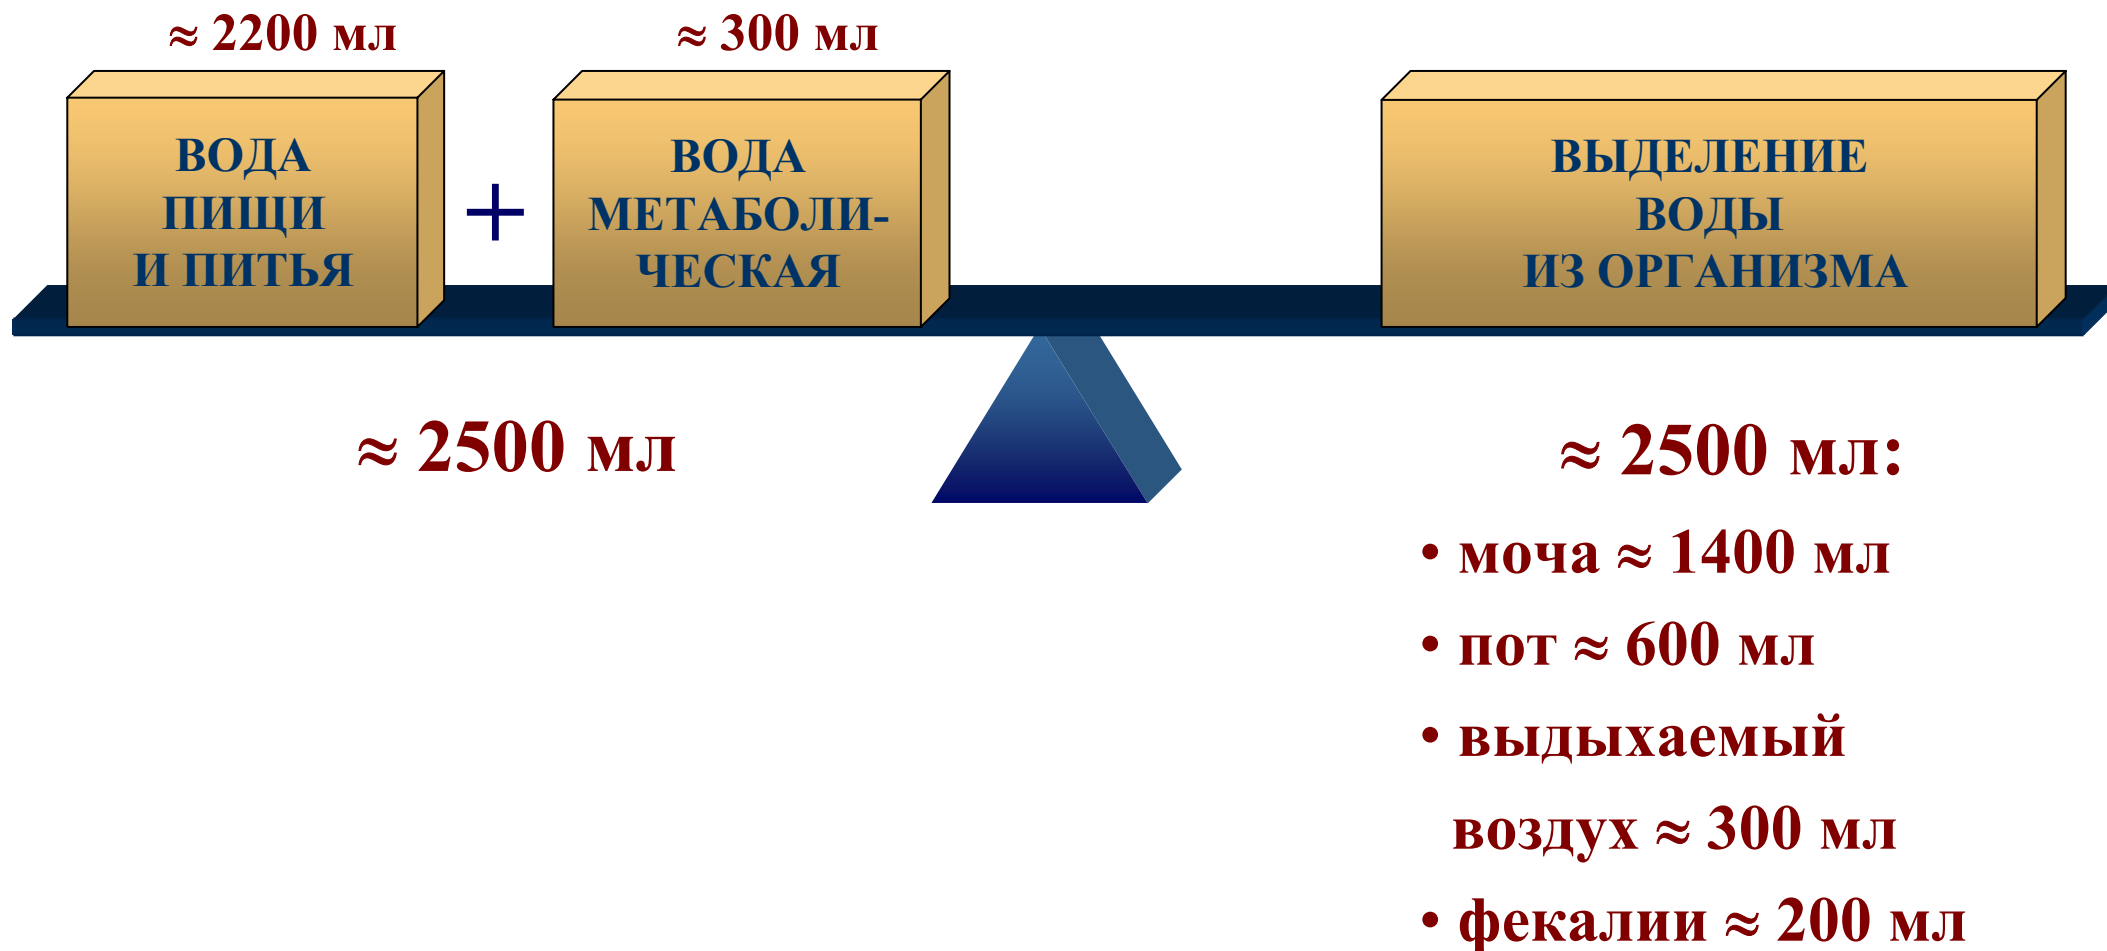 ≈ 2200 мл
≈ 300 мл
ВОДА
ПИЩИ
И ПИТЬЯ
+
ВОДА
МЕТАБОЛИ-
ЧЕСКАЯ
ВЫДЕЛЕНИЕ
ВОДЫ
ИЗ ОРГАНИЗМА
≈ 2500 мл
≈ 2500 мл:
• моча ≈ 1400 мл
• пот ≈ 600 мл
• выдыхаемый
воздух ≈ 300 мл
• фекалии ≈ 200 мл